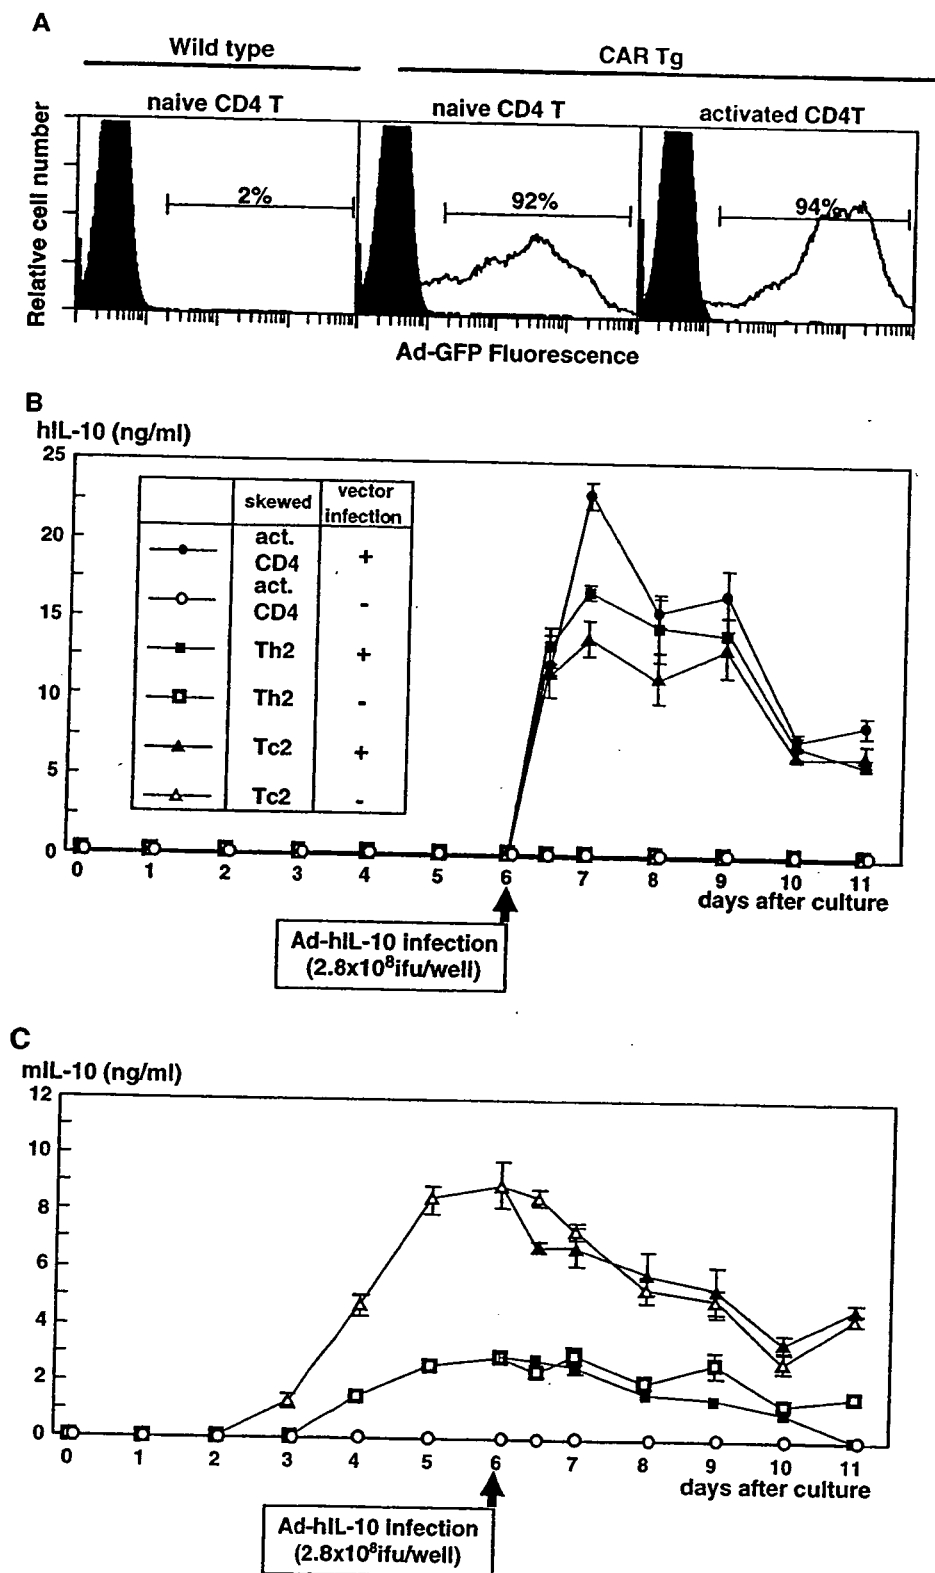 A
Wild type
CAR Tg
naive CD4 T
naive CD4 T
activated CD4T
Relative cell number
2%
92%
94%
Ad-GFP Fluorescence
B
hIL-10 (ng/ml)
25
20
15
10
5
0
skewed
vector infection
act. CD4
+
act. CD4
-
Th2
+
Th2
-
Tc2
+
Tc2
-
0 1 2 3 4 5 6 7 8 9 10 11
days after culture
Ad-hIL-10 infection
(2.8x10⁸ifu/well)
C
mIL-10 (ng/ml)
12
10
8
6
4
2
0
0 1 2 3 4 5 6 7 8 9 10 11
days after culture
Ad-hIL-10 infection
(2.8x10⁸ifu/well)